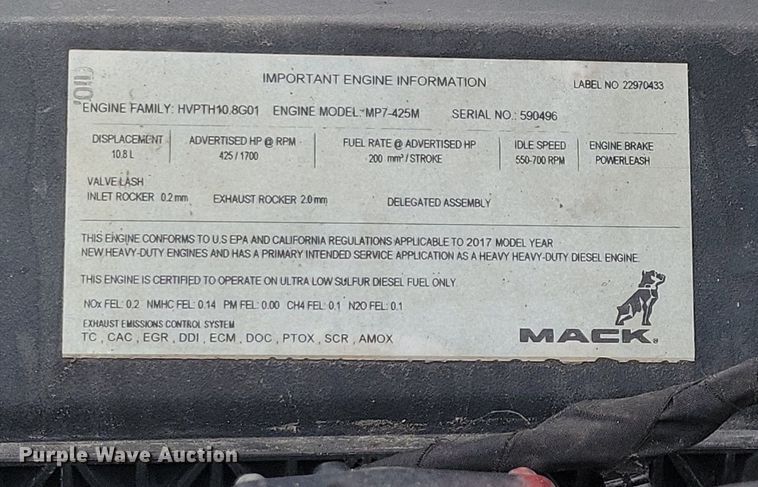 IMPORTANT ENGINE INFORMATION
LABEL NO 22970433
ENGINE FAMILY: HVPTH10.8G01 ENGINE MODEL: MP7-425M SERIAL NO.: 590496
DISPLACEMENT ADVERTISED HP @ RPM FUEL RATE @ ADVERTISED HP IDLE SPEED ENGINE BRAKE
10.8 L 425 / 1700 200 mm³ / STROKE 550-700 RPM POWERLEASH
VALVE LASH
INLET ROCKER 0.2 mm EXHAUST ROCKER 2.0 mm DELEGATED ASSEMBLY
THIS ENGINE CONFORMS TO U.S EPA AND CALIFORNIA REGULATIONS APPLICABLE TO 2017 MODEL YEAR
NEW HEAVY-DUTY ENGINES AND HAS A PRIMARY INTENDED SERVICE APPLICATION AS A HEAVY HEAVY-DUTY DIESEL ENGINE.
THIS ENGINE IS CERTIFIED TO OPERATE ON ULTRA LOW SULFUR DIESEL FUEL ONLY.
NOx FEL: 0.2 NMHC FEL: 0.14 PM FEL: 0.00 CH4 FEL: 0.1 N2O FEL: 0.1
EXHAUST EMISSIONS CONTROL SYSTEM
TC , CAC , EGR , DDI , ECM , DOC , PTOX , SCR , AMOX
MACK®
Purple Wave Auction